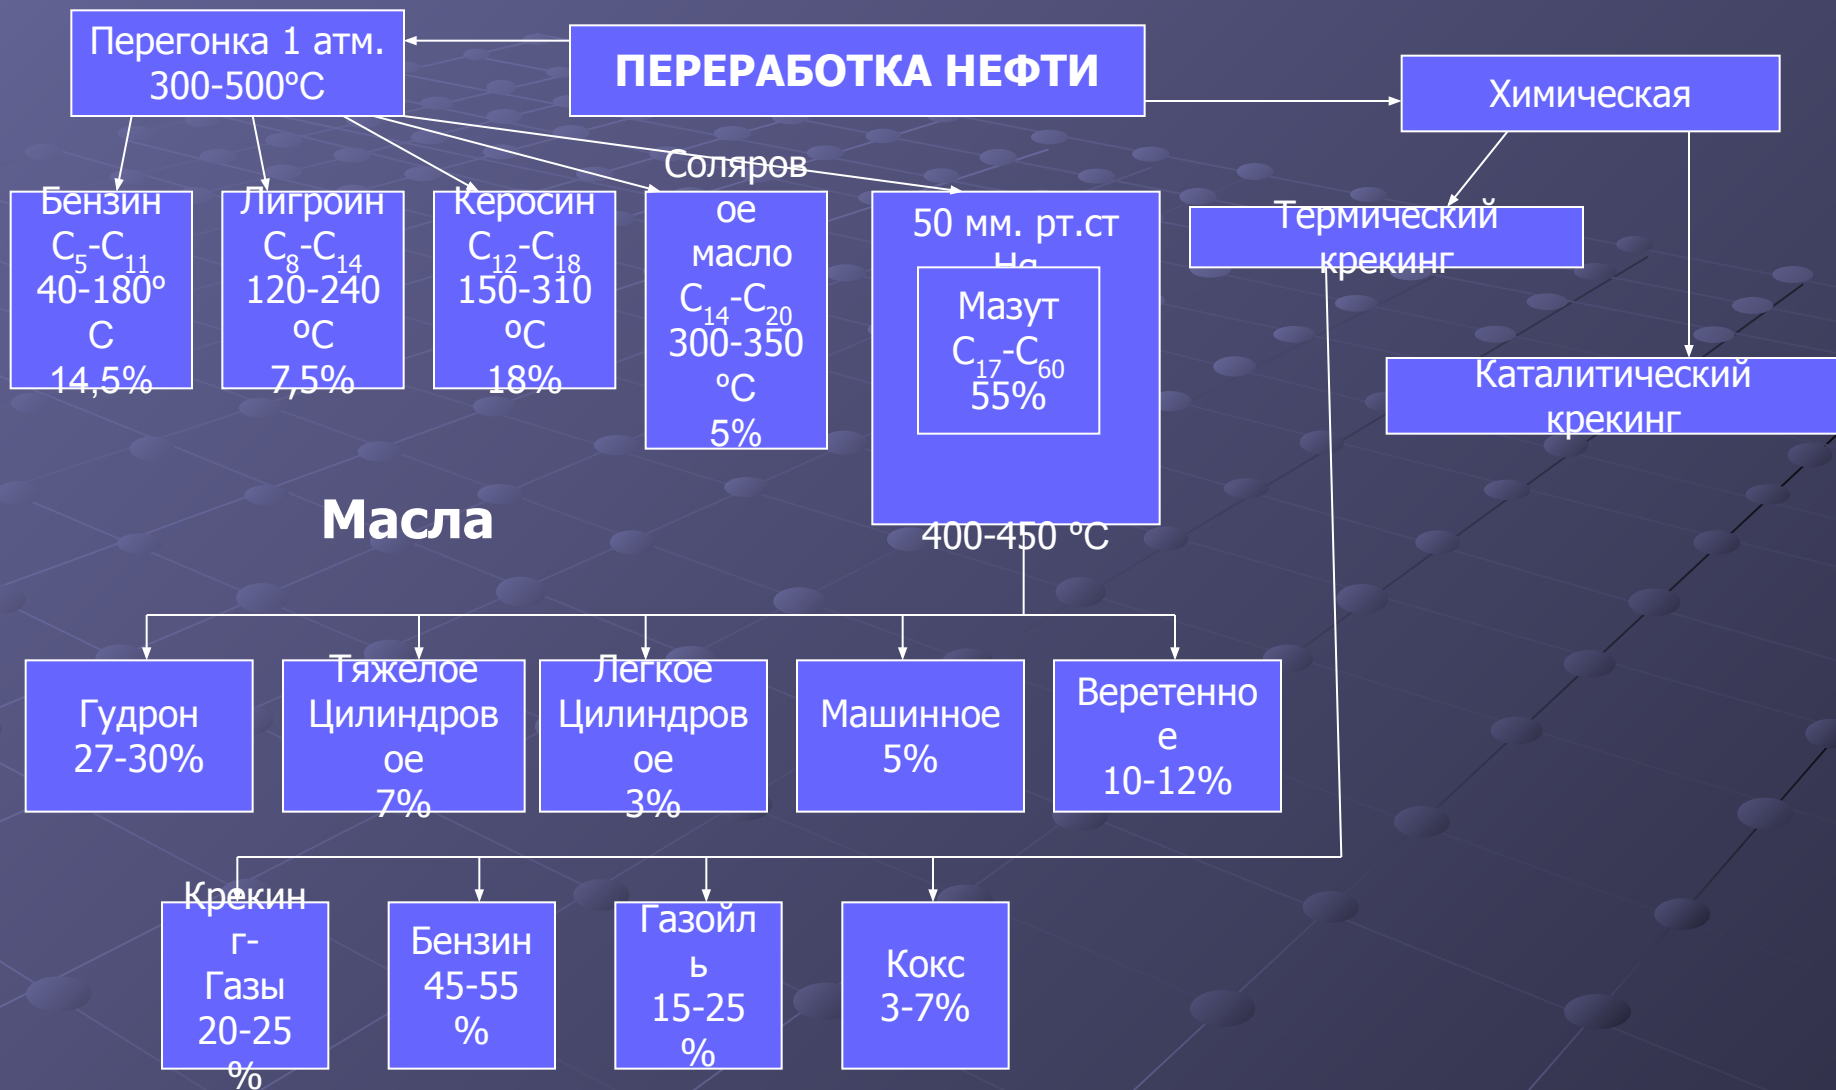 Перегонка 1 атм.
300-500ºС
ПЕРЕРАБОТКА НЕФТИ
Химическая
Бензин
С5-С11
40-180º
С
14,5%
Лигроин
С8-С14
120-240
ºС
7,5%
Керосин
С12-С18
150-310
ºС
18%
Соляров
ое
масло
С14-С20
300-350
ºС
5%
50 мм. рт.ст
Hg
Мазут
С17-С60
55%
400-450 ºС
Термический
крекинг
Каталитический
крекинг
Масла
Гудрон
27-30%
Тяжелое
Цилиндров
ое
7%
Легкое
Цилиндров
ое
3%
Машинное
5%
Веретенно
е
10-12%
Крекин
г-
Газы
20-25
%
Бензин
45-55
%
Газойл
ь
15-25
%
Кокс
3-7%